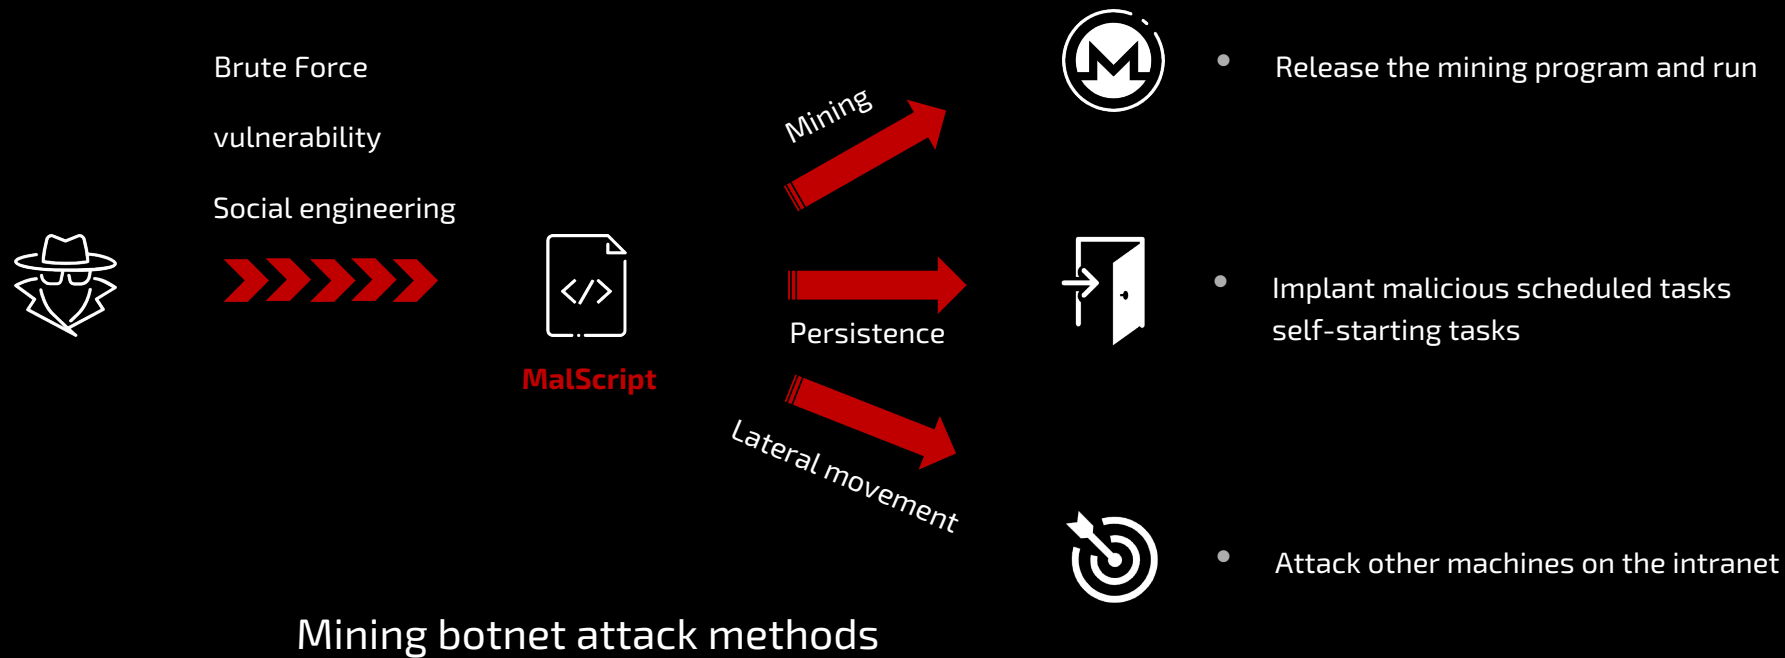 Brute Force
vulnerability
Social engineering
MalScript
Mining
Persistence
Lateral movement
Release the mining program and run
Implant malicious scheduled tasks
self-starting tasks
Attack other machines on the intranet
Mining botnet attack methods